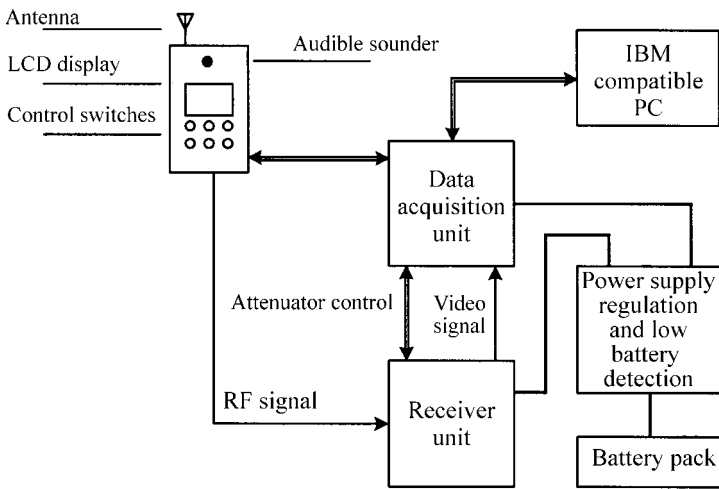 Antenna
LCD display
Control switches
Audible sounder
IBM
compatible
PC
Data
acquisition
unit
Attenuator control
Video
signal
Power supply
regulation
and low
battery
detection
RF signal
Receiver
unit
Battery pack